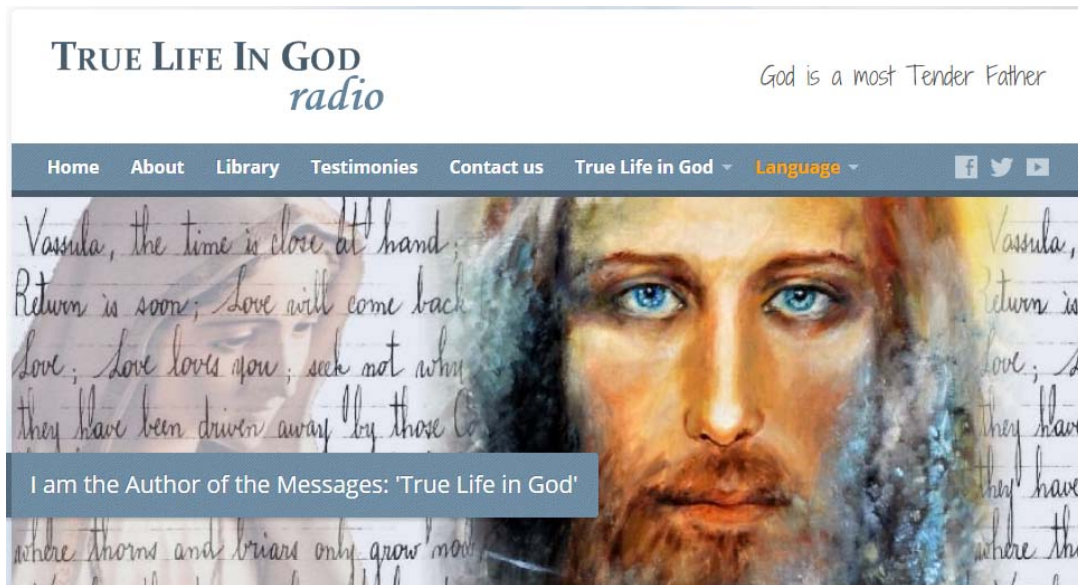 TRUE LIFE IN GOD
radio
God is a most Tender Father
Home About Library Testimonies Contact us True Life in God Language
Vassula, the time is close at hand;
Return is soon; Love will come back
Love; Love loves you; seek not why
they have been driven away by those
I am the Author of the Messages: 'True Life in God'
where thorns and briars only grow now
Vassula,
Return is
Love;
they have
they have
where